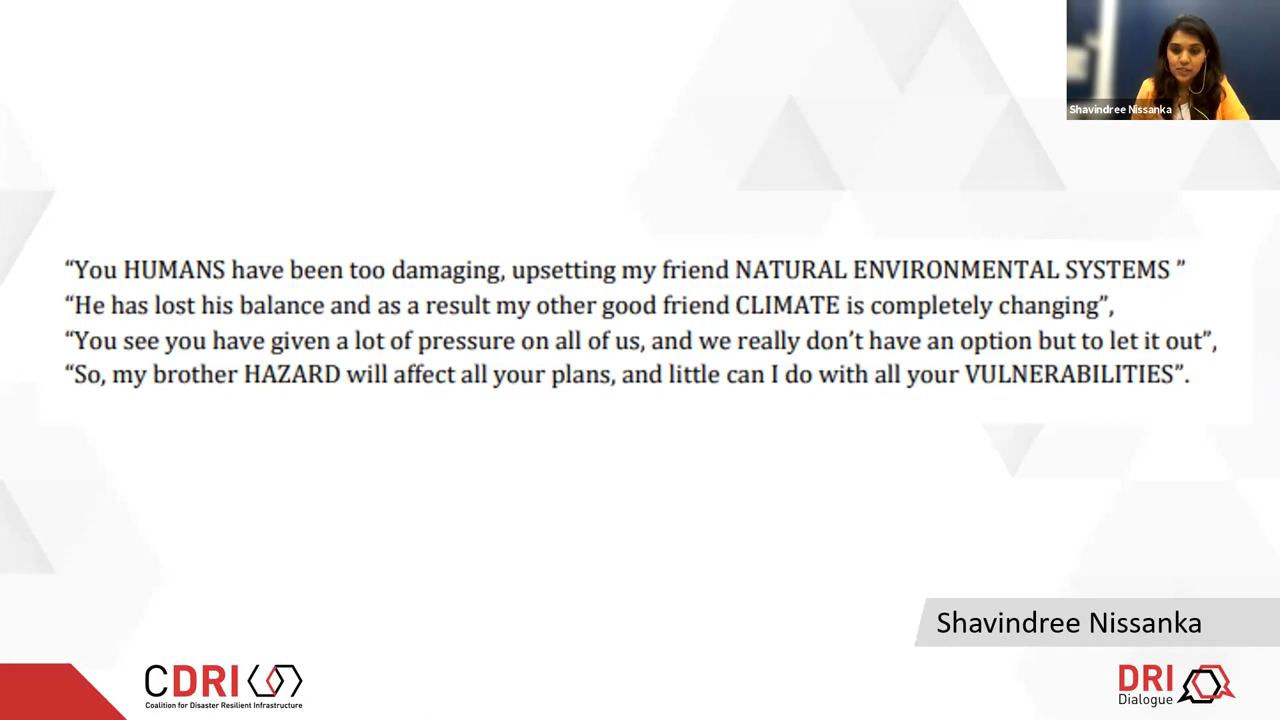 Shavindree Nissanka
“You HUMANS have been too damaging, upsetting my friend NATURAL ENVIRONMENTAL SYSTEMS ”
“He has lost his balance and as a result my other good friend CLIMATE is completely changing”,
“You see you have given a lot of pressure on all of us, and we really don’t have an option but to let it out”,
“So, my brother HAZARD will affect all your plans, and little can I do with all your VULNERABILITIES”.
Shavindree Nissanka
CDRI
Coalition for Disaster Resilient Infrastructure
DRI
Dialogue